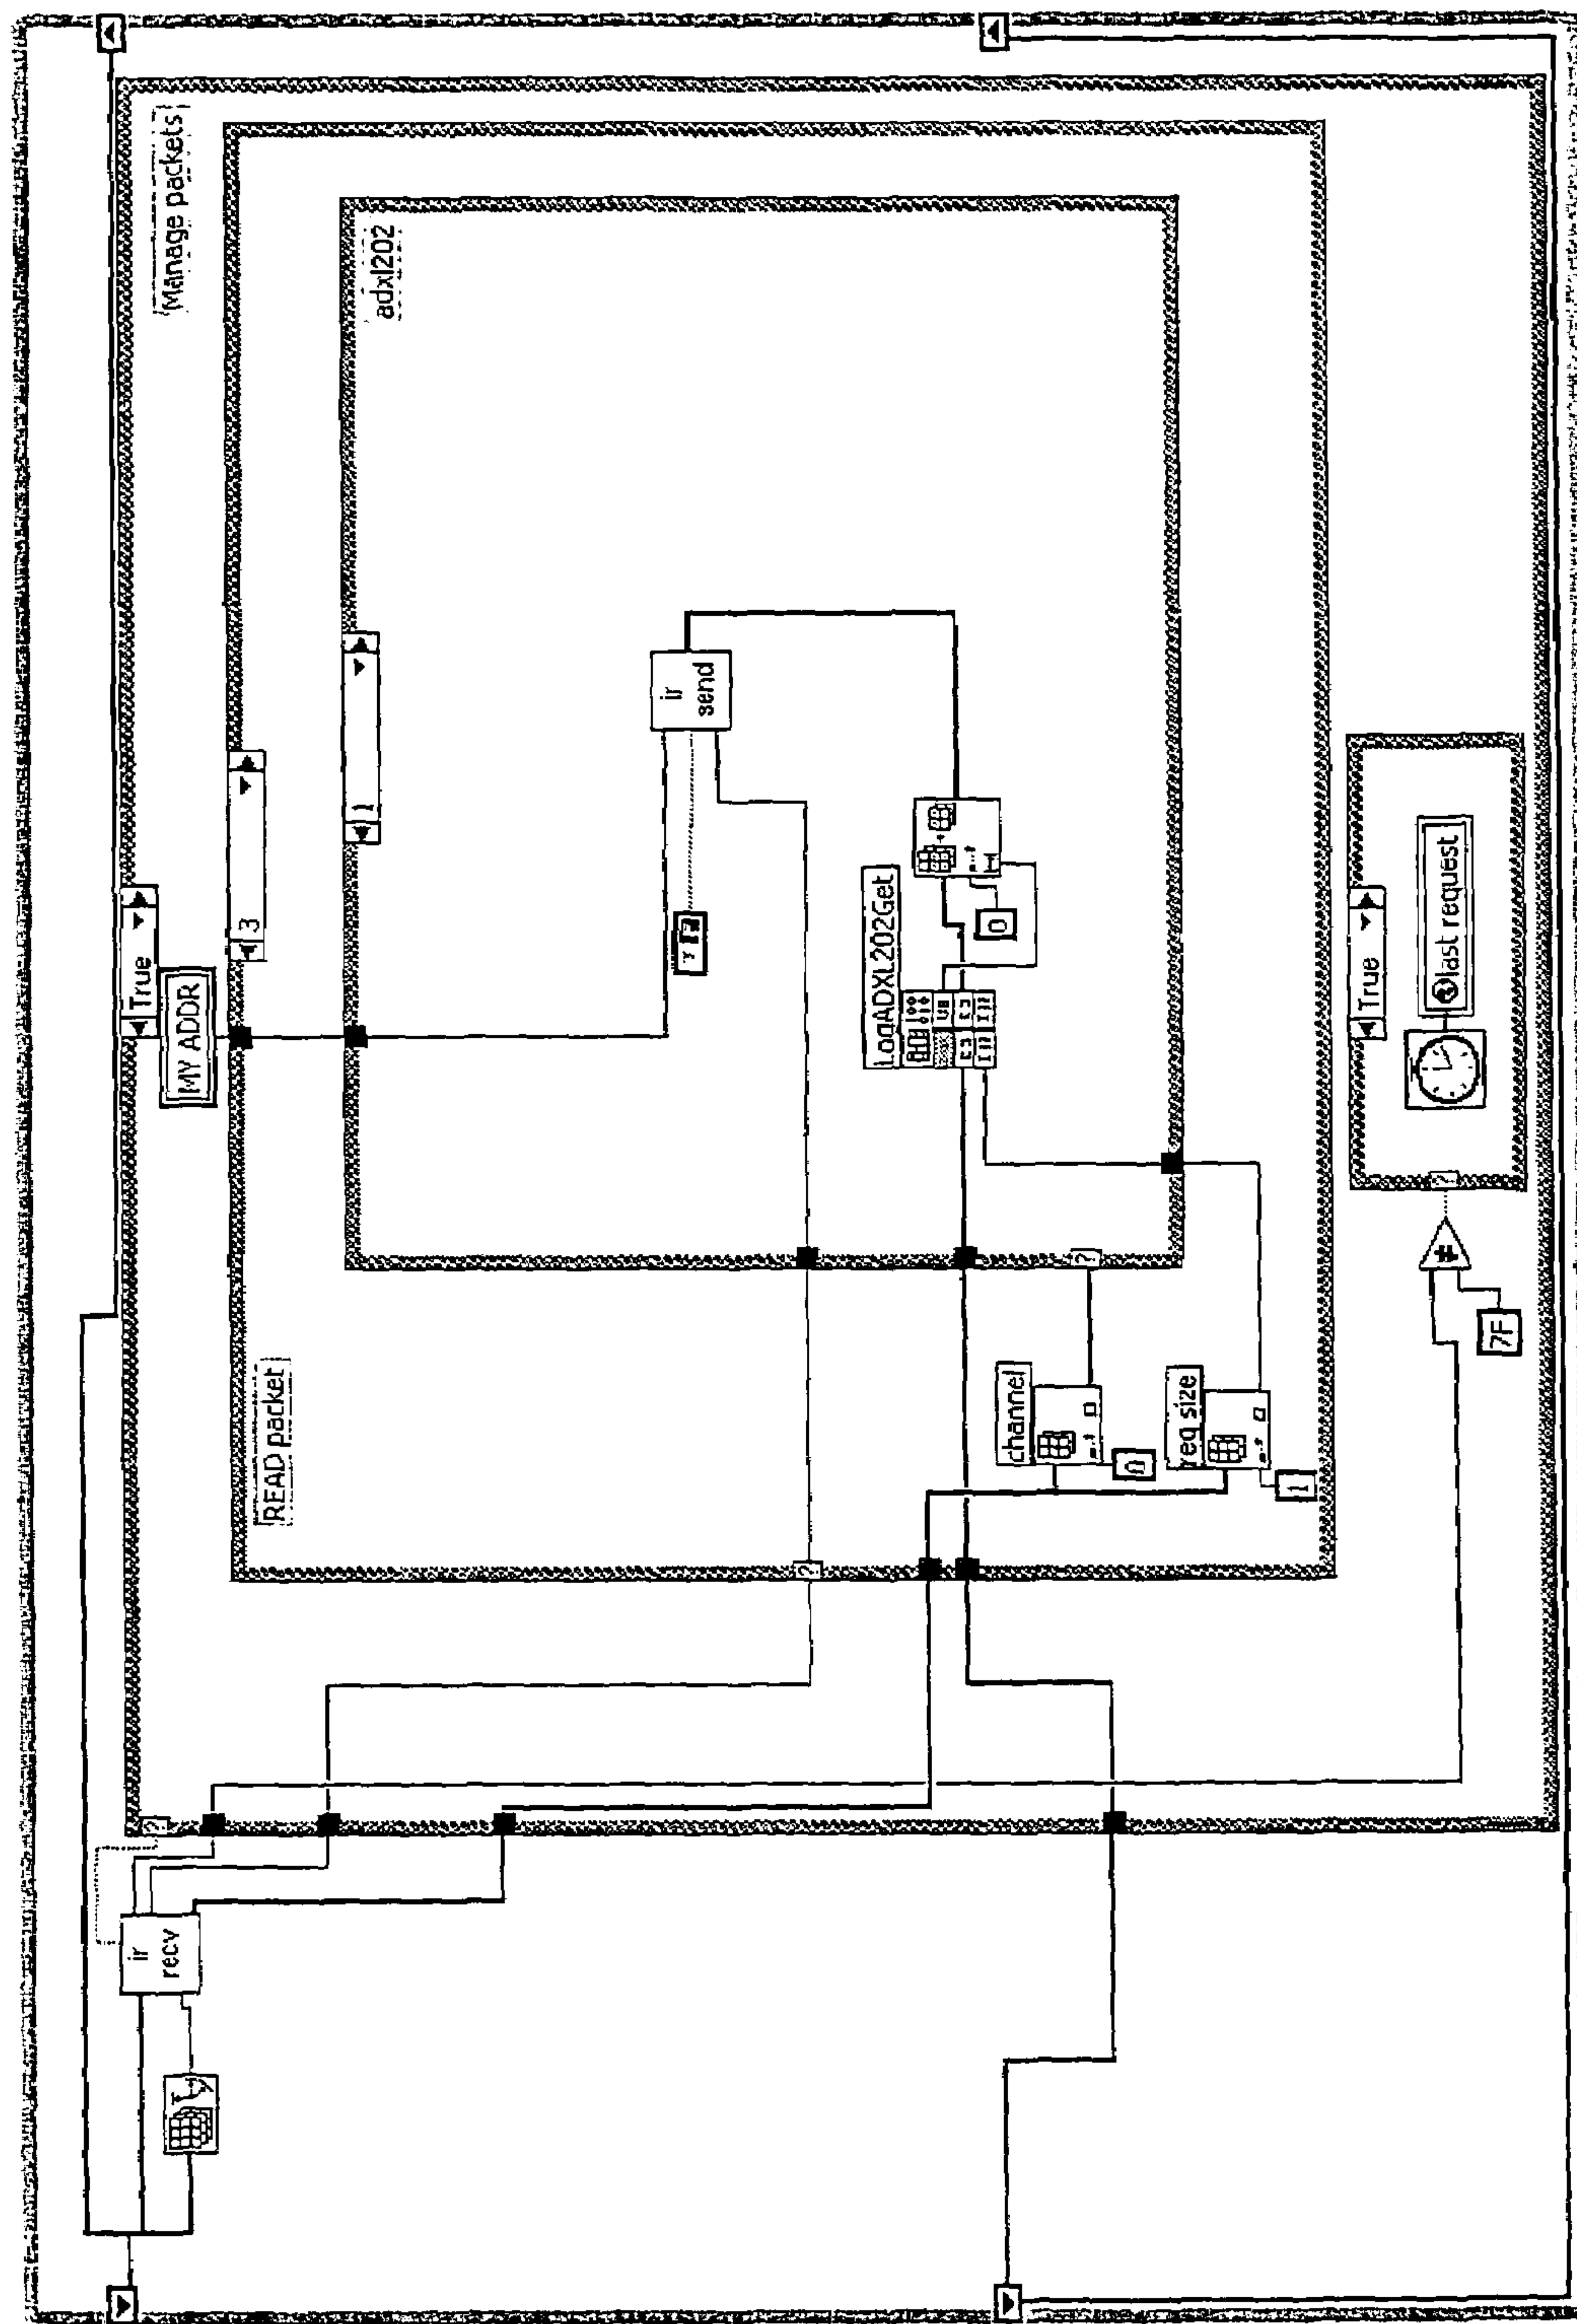 ir
recv
True
MY ADDR
Manage packets
3
READ packet
1
adxl202
ir
send
T F
LogADXL202Get
0
channel
0
req size
1
7F
True
last request